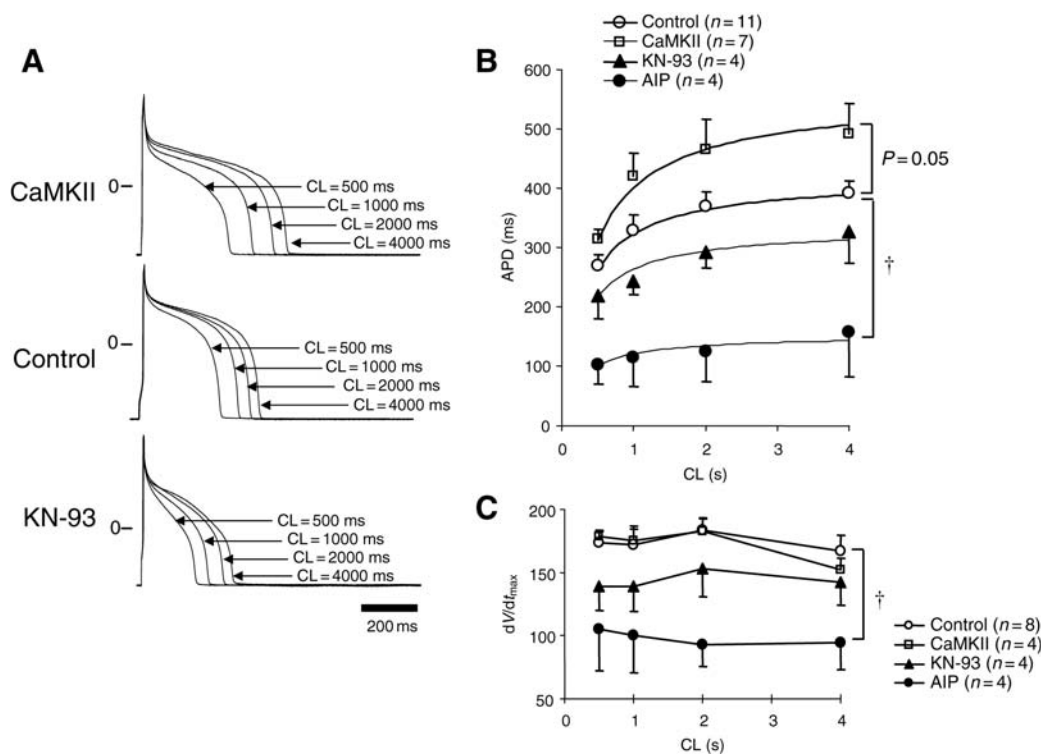 A
CaMKII
0
CL = 500 ms
CL = 1000 ms
CL = 2000 ms
CL = 4000 ms
Control
0
CL = 500 ms
CL = 1000 ms
CL = 2000 ms
CL = 4000 ms
KN-93
0
CL = 500 ms
CL = 1000 ms
CL = 2000 ms
CL = 4000 ms
200 ms
B
Control (n = 11)
CaMKII (n = 7)
KN-93 (n = 4)
AIP (n = 4)
APD (ms)
600
500
400
300
200
100
0
0 1 2 3 4
CL (s)
P = 0.05
†
C
dV/dtmax
200
150
100
50
0 1 2 3 4
CL (s)
†
Control (n = 8)
CaMKII (n = 4)
KN-93 (n = 4)
AIP (n = 4)